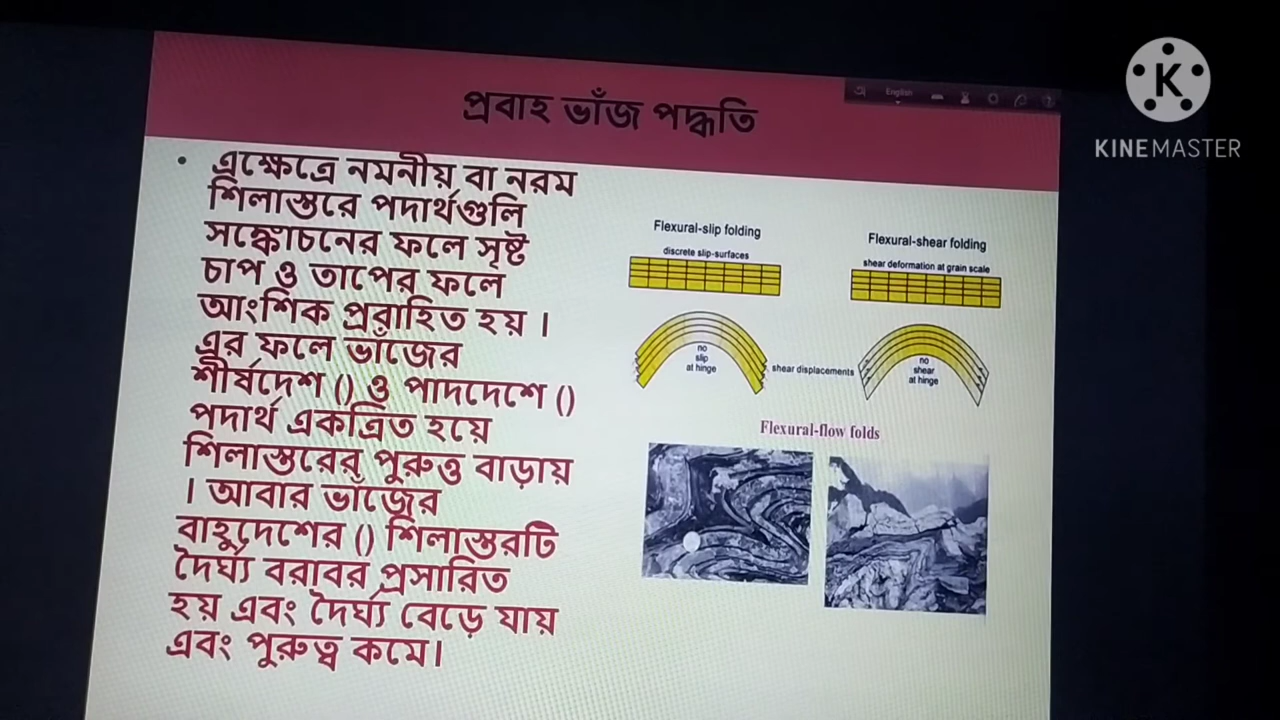 প্রবাহ ভাঁজ পদ্ধতি
English
KINEMASTER
• এক্ষেত্রে নমনীয় বা নরম
শিলাস্তরে পদার্থগুলি
সঙ্কোচনের ফলে সৃষ্ট
চাপ ও তাপের ফলে
আংশিক প্রবাহিত হয় ।
এর ফলে ভাঁজের
শীর্ষদেশ () ও পাদদেশে ()
পদার্থ একত্রিত হয়ে
শিলাস্তরের পুরুত্ত বাড়ায়
। আবার ভাঁজের
বাহুদেশের () শিলাস্তরটি
দৈর্ঘ্য বরাবর প্রসারিত
হয় এবং দৈর্ঘ্য বেড়ে যায়
এবং পুরুত্ব কমে।
Flexural-slip folding
discrete slip-surfaces
no
slip
at hinge
shear displacements
Flexural-shear folding
shear deformation at grain scale
no
shear
at hinge
Flexural-flow folds